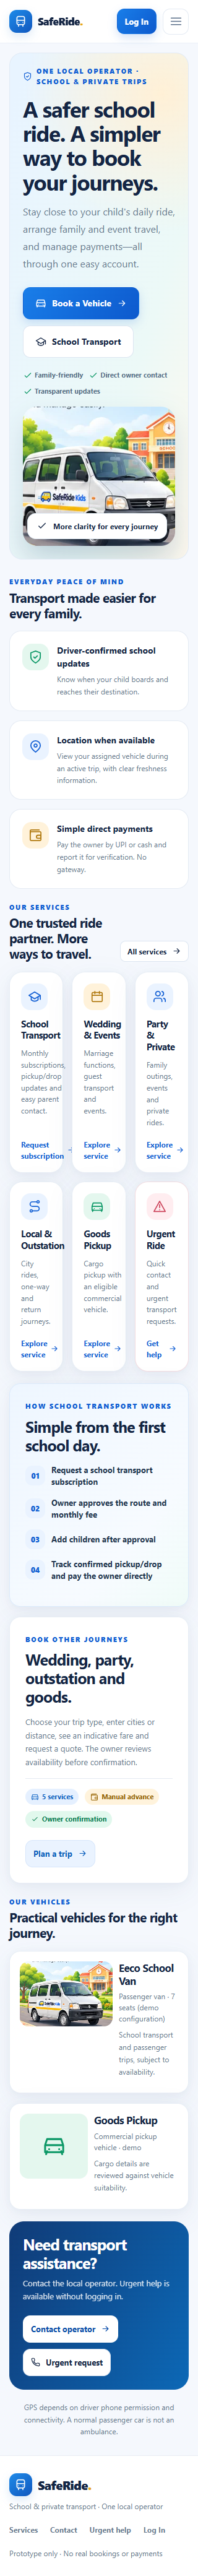 SafeRide.
Log In
ONE LOCAL OPERATOR ·
SCHOOL & PRIVATE TRIPS
A safer school
ride. A simpler
way to book
your journeys.
Stay close to your child's daily ride,
arrange family and event travel,
and manage payments—all
through one easy account.
Book a Vehicle
School Transport
Family-friendly
Direct owner contact
Transparent updates
SafeRide Kids
More clarity for every journey
EVERYDAY PEACE OF MIND
Transport made easier for
every family.
Driver-confirmed school
updates
Know when your child boards and
reaches their destination.
Location when available
View your assigned vehicle during
an active trip, with clear freshness
information.
Simple direct payments
Pay the owner by UPI or cash and
report it for verification. No
gateway.
OUR SERVICES
One trusted ride
partner. More
ways to travel.
All services
School
Transport
Monthly
subscriptions,
pickup/drop
updates and
easy parent
contact.
Request
subscription
Wedding
& Events
Marriage
functions,
guest
transport
and
events.
Explore
service
Party
&
Private
Family
outings,
events
and
private
rides.
Explore
service
Local &
Outstation
City
rides,
one-way
and
return
journeys.
Explore
service
Goods
Pickup
Cargo
pickup with
an eligible
commercial
vehicle.
Explore
service
Urgent
Ride
Quick
contact
and
urgent
transport
requests.
Get
help
HOW SCHOOL TRANSPORT WORKS
Simple from the first
school day.
01
Request a school transport
subscription
02
Owner approves the route and
monthly fee
03
Add children after approval
04
Track confirmed pickup/drop
and pay the owner directly
BOOK OTHER JOURNEYS
Wedding, party,
outstation and
goods.
Choose your trip type, enter cities or
distance, see an indicative fare and
request a quote. The owner reviews
availability before confirmation.
5 services
Manual advance
Owner confirmation
Plan a trip
OUR VEHICLES
Practical vehicles for the right
journey.
Eeco School
Van
Passenger van · 7
seats (demo
configuration)
School transport
and passenger
trips, subject to
availability.
Goods Pickup
Commercial pickup
vehicle · demo
Cargo details are
reviewed against vehicle
suitability.
Need transport
assistance?
Contact the local operator. Urgent help is
available without logging in.
Contact operator
Urgent request
GPS depends on driver phone permission and
connectivity. A normal passenger car is not an
ambulance.
SafeRide.
School & private transport · One local operator
Services
Contact
Urgent help
Log In
Prototype only · No real bookings or payments